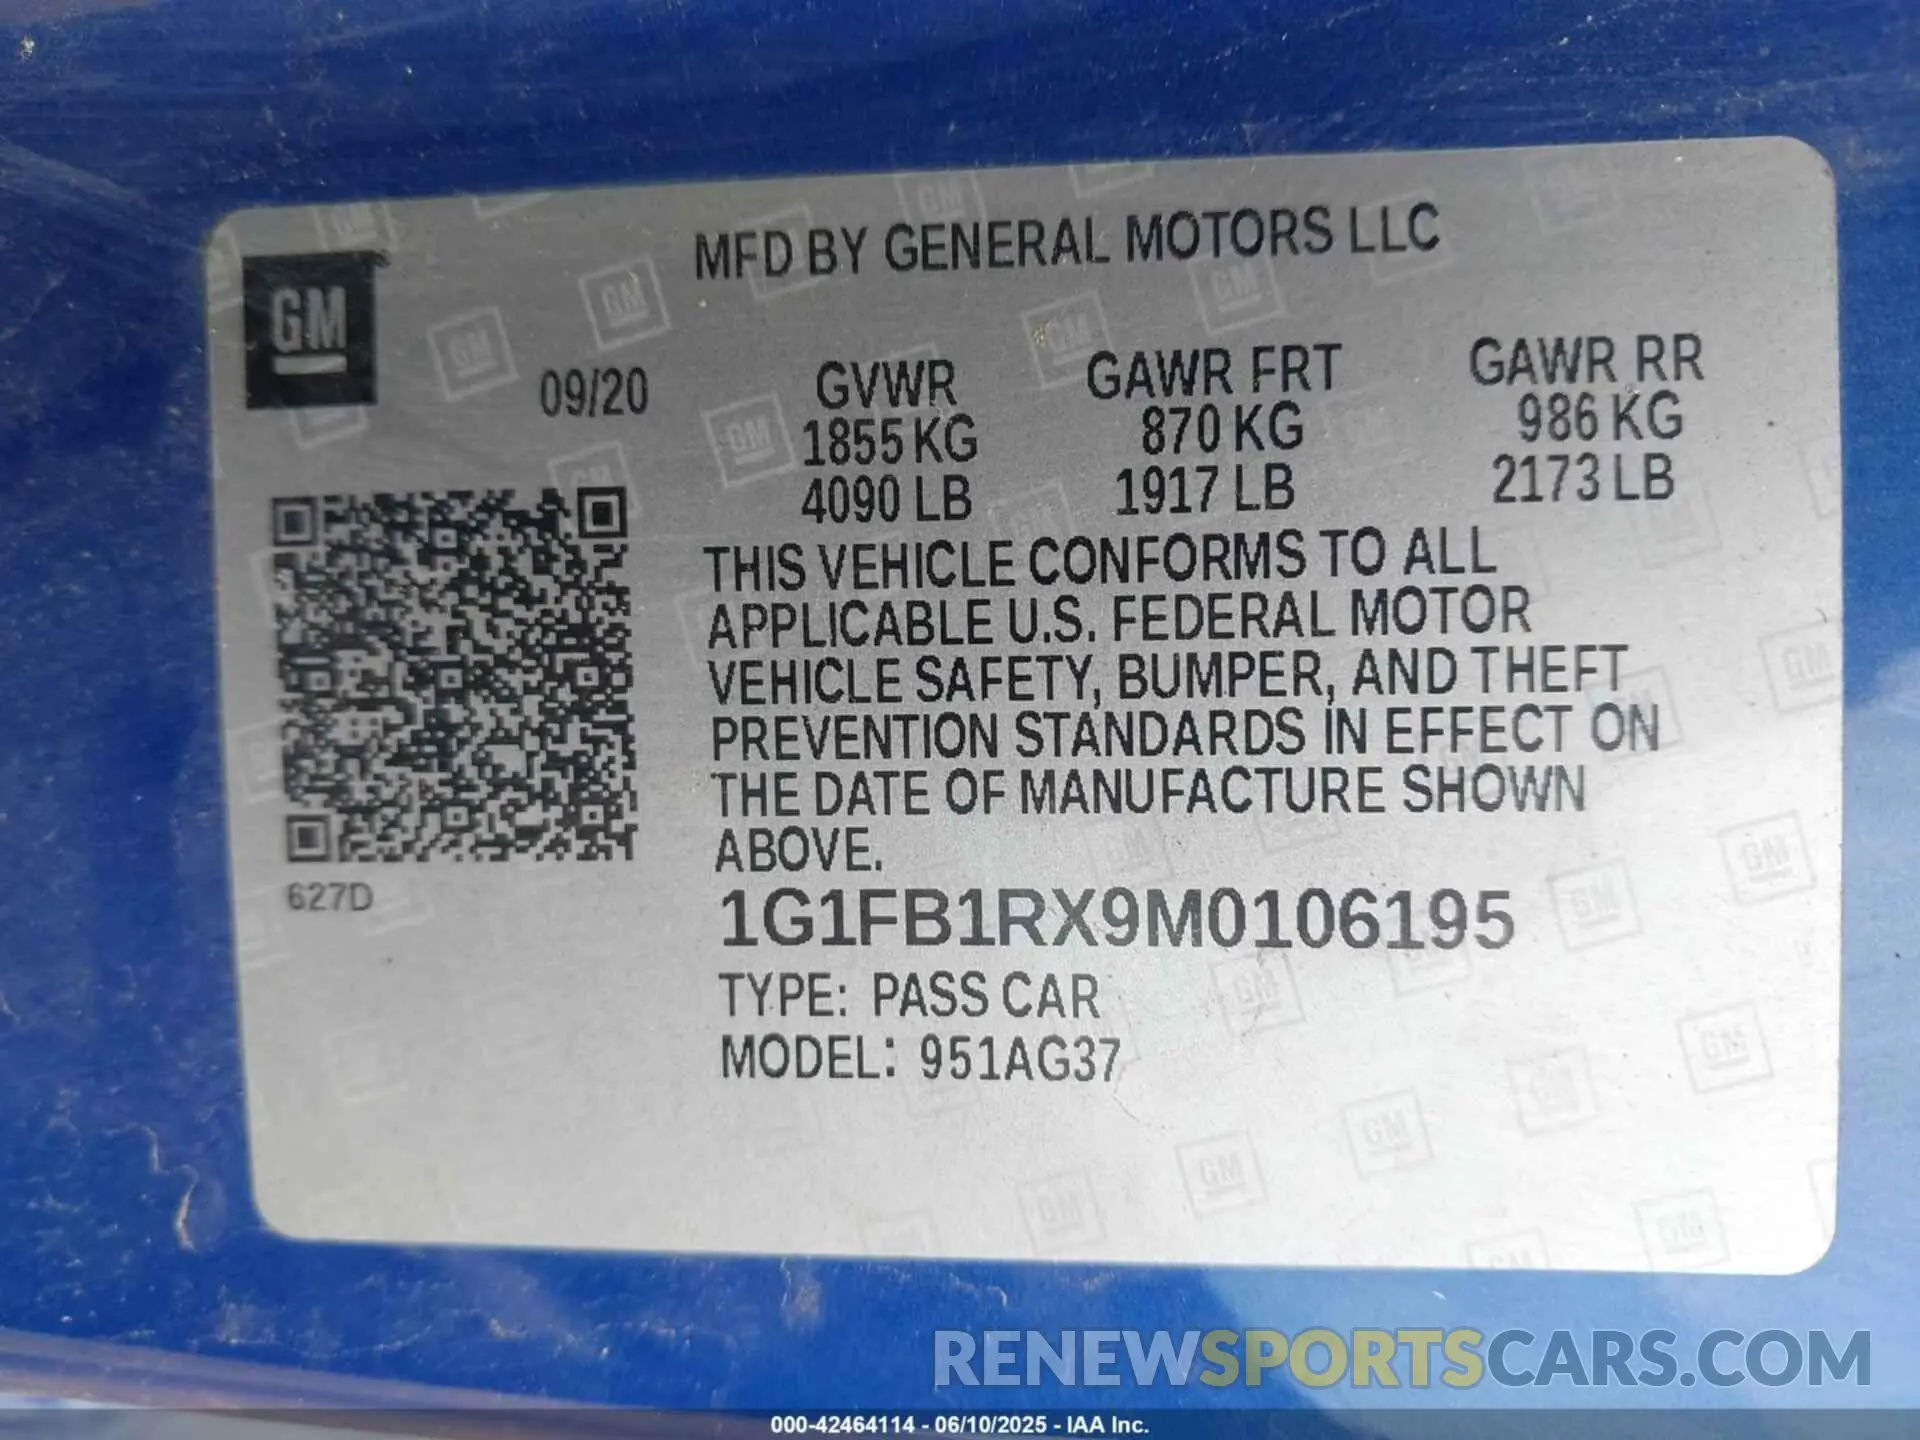 MFD BY GENERAL MOTORS LLC
GM
09/20 GVWR GAWR FRT GAWR RR
1855 KG 870 KG 986 KG
4090 LB 1917 LB 2173 LB
THIS VEHICLE CONFORMS TO ALL
APPLICABLE U.S. FEDERAL MOTOR
VEHICLE SAFETY, BUMPER, AND THEFT
PREVENTION STANDARDS IN EFFECT ON
THE DATE OF MANUFACTURE SHOWN
ABOVE.
627D
1G1FB1RX9M0106195
TYPE: PASS CAR
MODEL: 951AG37
RENEWSPORTSCARS.COM
000-42464114 - 06/10/2025 - IAA Inc.